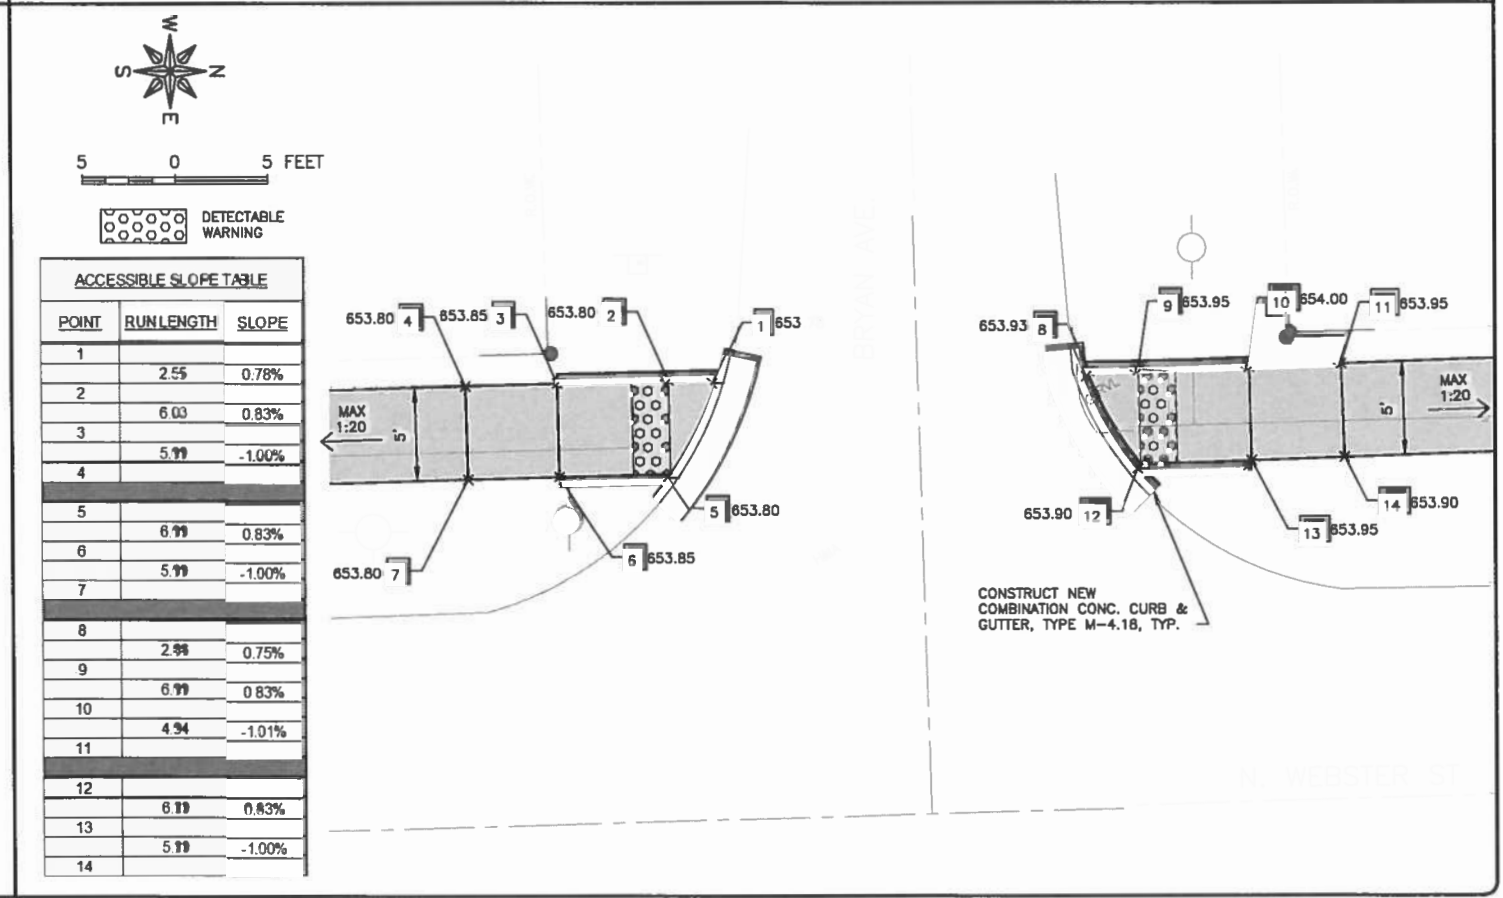 W
S N
E
5 0 5 FEET
DETECTABLE
WARNING
ACCESSIBLE SLOPE TABLE
POINT RUN LENGTH SLOPE
1
2.55 0.78%
2
6.03 0.83%
3
-1.00%
4
5
0.83%
6
-1.00%
7
8
0.75%
9
0.83%
10
4.94 -1.01%
11
12
0.83%
13
-1.00%
14
653.80 4
653.85 3
653.80 2
1 653
MAX
1:20
5'
5 653.80
6 653.85
653.80 7
BRYAN AVE
653.93 8
9 653.95
10 654.00
11 653.95
MAX
1:20
5'
653.90 12
13 653.95
14 653.90
CONSTRUCT NEW
COMBINATION CONC. CURB &
GUTTER, TYPE M-4.18, TYP.
N. WEBSTER ST